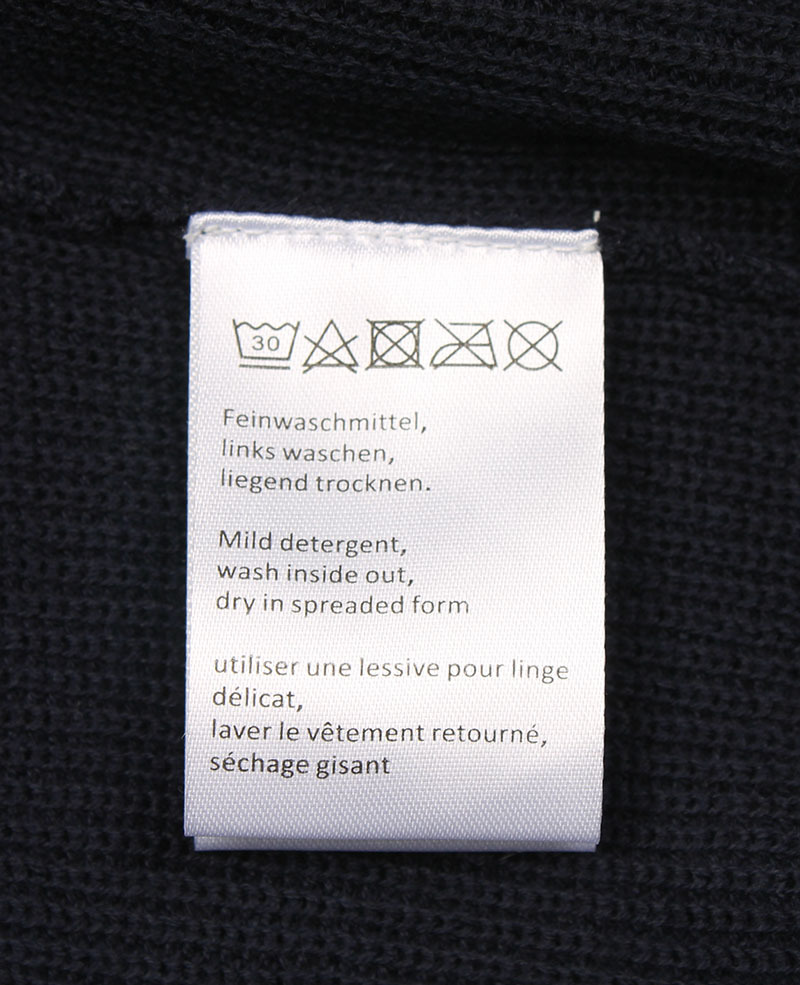 30
Feinwaschmittel,
links waschen,
liegend trocknen.
Mild detergent,
wash inside out,
dry in spreaded form
utiliser une lessive pour linge
délicat,
laver le vêtement retourné,
séchage gisant